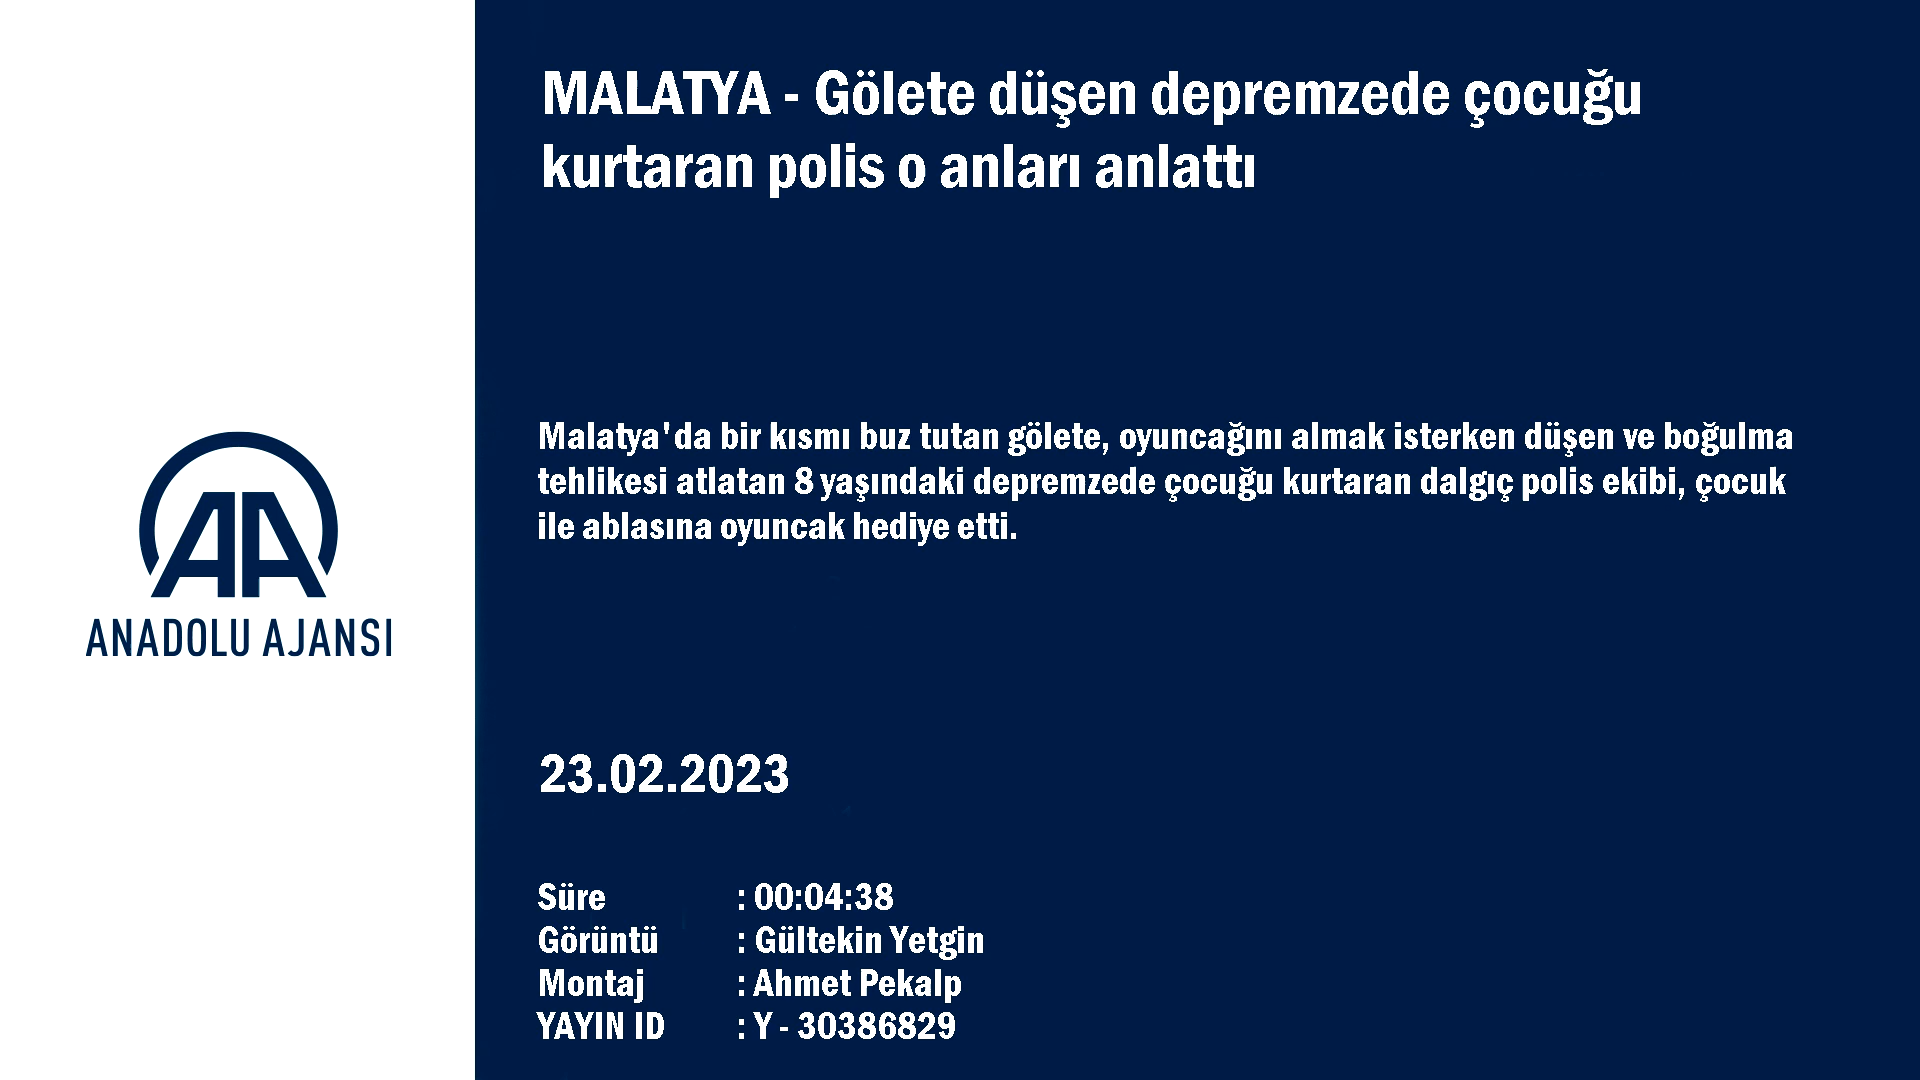 MALATYA - Gölete düşen depremzede çocuğu
kurtaran polis o anları anlattı
Malatya'da bir kısmı buz tutan gölete, oyuncağını almak isterken düşen ve boğulma
tehlikesi atlatan 8 yaşındaki depremzede çocuğu kurtaran dalgıç polis ekibi, çocuk
ile ablasına oyuncak hediye etti.
AA
ANADOLU AJANSI
23.02.2023
Süre : 00:04:38
Görüntü : Gültekin Yetgin
Montaj : Ahmet Pekalp
YAYIN ID : Y - 30386829